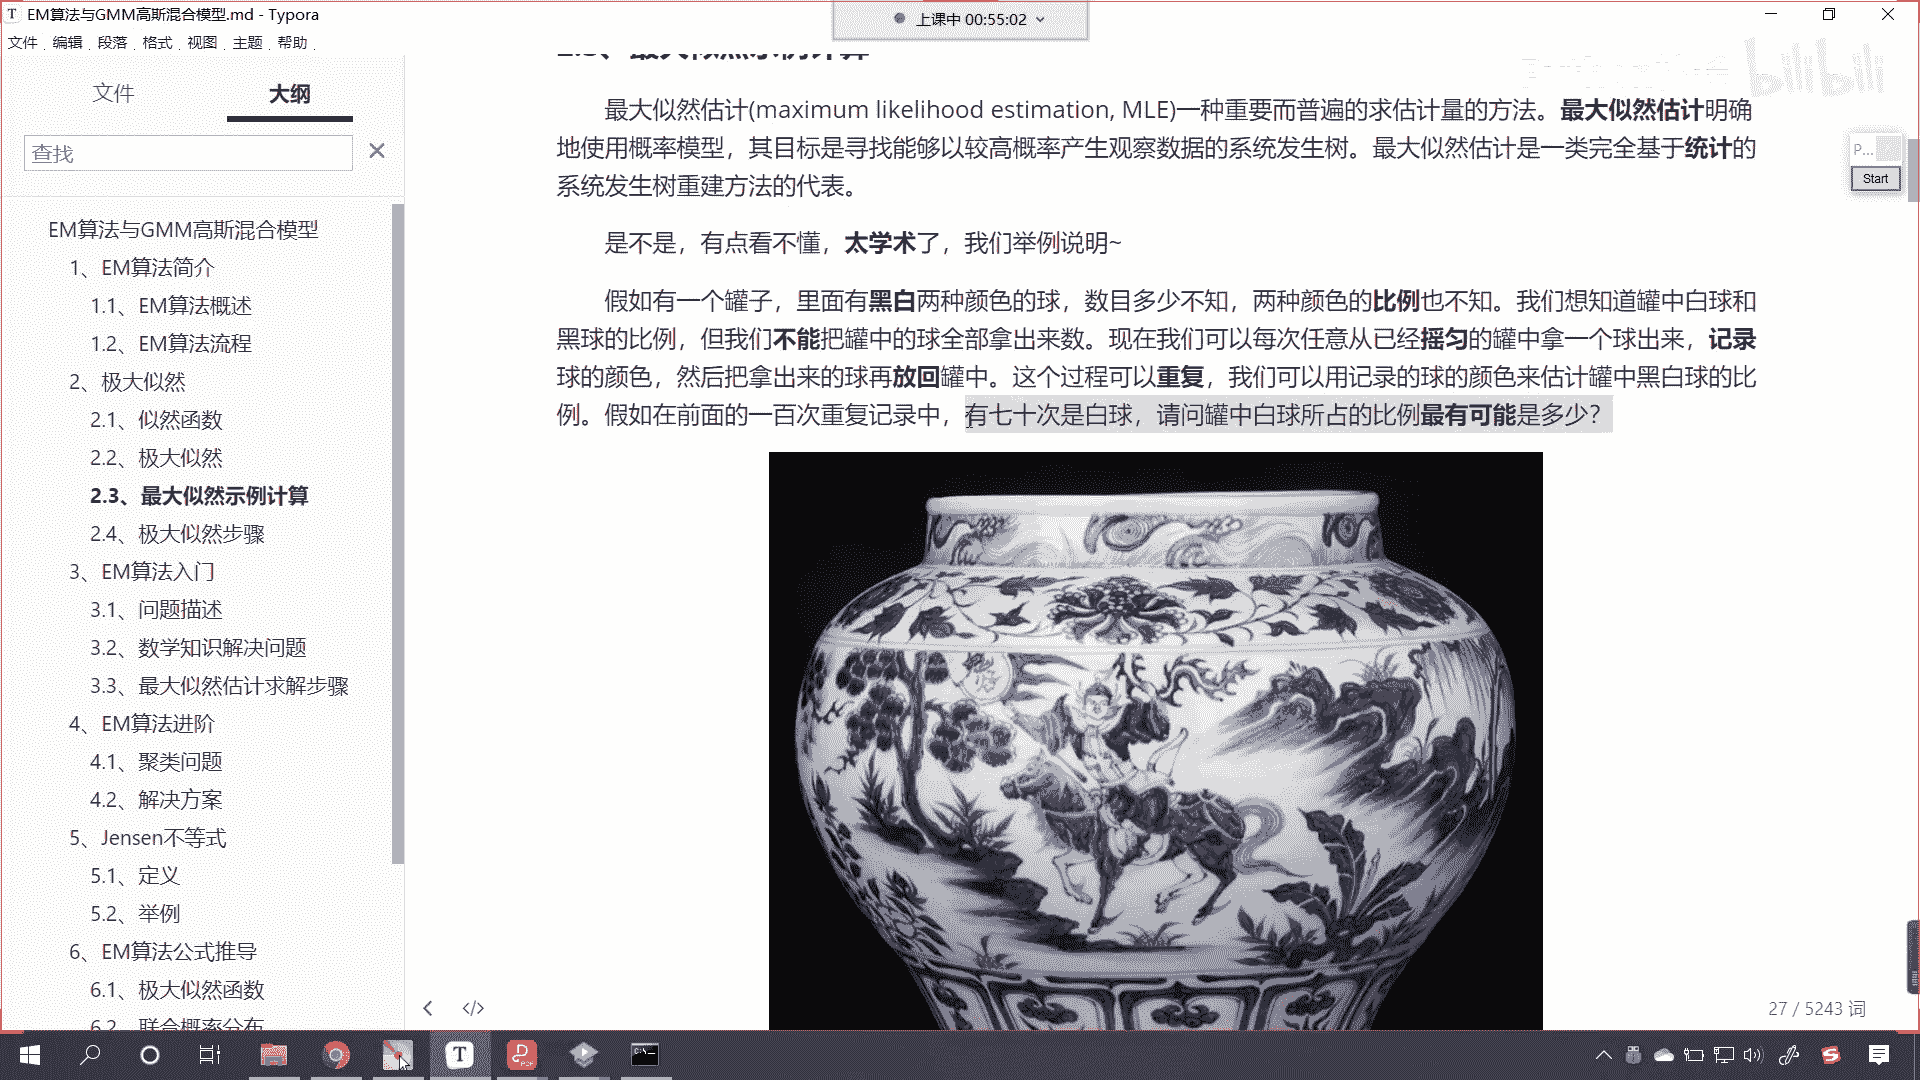 EM算法与GMM高斯混合模型.md - Typora
上课中 00:55:02
文件 编辑 段落 格式 视图 主题 帮助
bilibili
文件 大纲
查找
EM算法与GMM高斯混合模型
1、EM算法简介
1.1、EM算法概述
1.2、EM算法流程
2、极大似然
2.1、似然函数
2.2、极大似然
2.3、最大似然示例计算
2.4、极大似然步骤
3、EM算法入门
3.1、问题描述
3.2、数学知识解决问题
3.3、最大似然估计求解步骤
4、EM算法进阶
4.1、聚类问题
4.2、解决方案
5、Jensen不等式
5.1、定义
5.2、举例
6、EM算法公式推导
6.1、极大似然函数
6.2、联合概率分布
2.3、最大似然示例计算
最大似然估计(maximum likelihood estimation, MLE)一种重要而普遍的求估计量的方法。最大似然估计明确
地使用概率模型，其目标是寻找能够以较高概率产生观察数据的系统发生树。最大似然估计是一类完全基于统计的
系统发生树重建方法的代表。
是不是，有点看不懂，太学术了，我们举例说明~
假如有一个罐子，里面有黑白两种颜色的球，数目多少不知，两种颜色的比例也不知。我们想知道罐中白球和
黑球的比例，但我们不能把罐中的球全部拿出来数。现在我们可以每次任意从已经摇匀的罐中拿一个球出来，记录
球的颜色，然后把拿出来的球再放回罐中。这个过程可以重复，我们可以用记录的球的颜色来估计罐中黑白球的比
例。假如在前面的一百次重复记录中，有七十次是白球，请问罐中白球所占的比例最有可能是多少？
P...
Start
27 / 5243 词